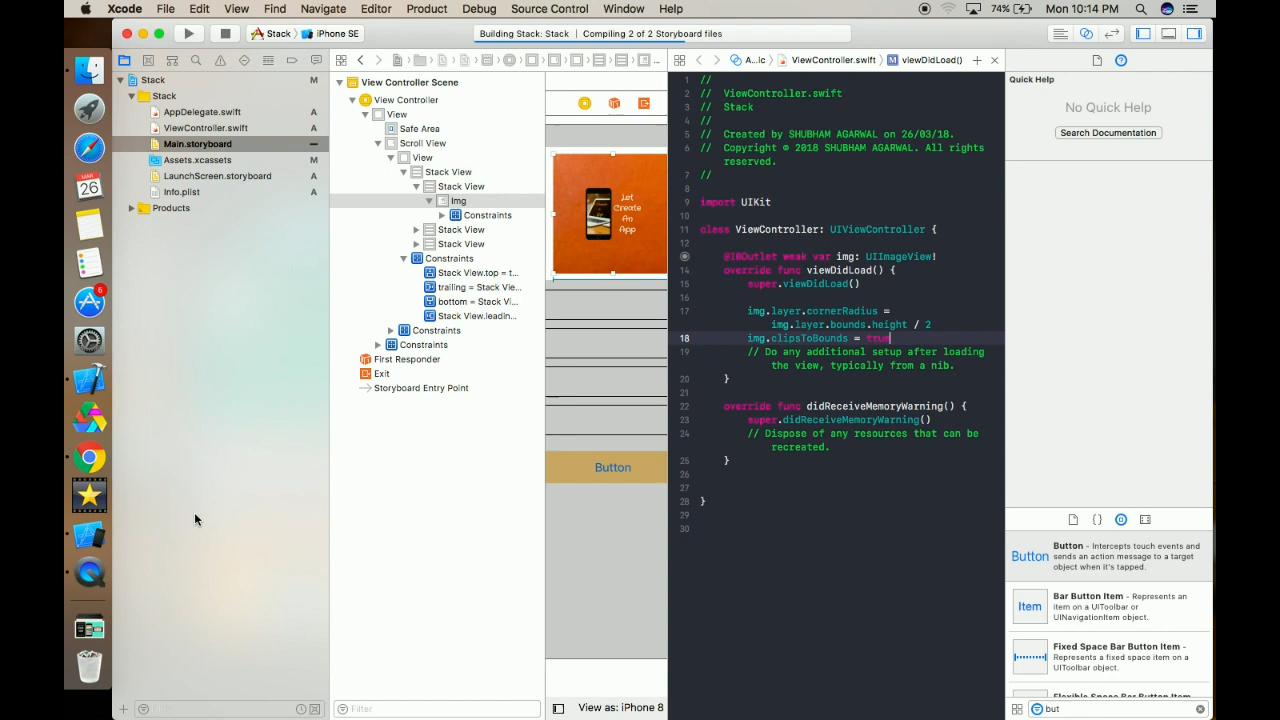 Xcode File Edit View Find Navigate Editor Product Debug Source Control Window Help 74% Mon 10:14 PM
Stack iPhone SE Building Stack: Stack | Compiling 2 of 2 Storyboard files
A...ic ViewController.swift M viewDidLoad()
Stack M
Stack
AppDelegate.swift A
ViewController.swift A
Main.storyboard
Assets.xcassets M
LaunchScreen.storyboard A
Info.plist A
Products
View Controller Scene
View Controller
View
Safe Area
Scroll View
View
Stack View
Stack View
Img
Constraints
Stack View
Stack View
Constraints
Stack View.top = t...
trailing = Stack Vie...
bottom = Stack Vi...
Stack View.leadin...
Constraints
Constraints
First Responder
Exit
Storyboard Entry Point
Let
Create
An
App
Button
View as: iPhone 8
1 //
2 // ViewController.swift
3 // Stack
4 //
5 // Created by SHUBHAM AGARWAL on 26/03/18.
6 // Copyright © 2018 SHUBHAM AGARWAL. All rights
reserved.
7 //
8
9 import UIKit
10
11 class ViewController: UIViewController {
12
@IBOutlet weak var img: UIImageView!
14 override func viewDidLoad() {
15 super.viewDidLoad()
16
17 img.layer.cornerRadius =
img.layer.bounds.height / 2
18 img.clipsToBounds = true
19 // Do any additional setup after loading
the view, typically from a nib.
20 }
21
22 override func didReceiveMemoryWarning() {
23 super.didReceiveMemoryWarning()
24 // Dispose of any resources that can be
recreated.
25 }
26
27
28 }
29
30
Quick Help
No Quick Help
Search Documentation
Button
Button - Intercepts touch events and
sends an action message to a target
object when it's tapped.
Item
Bar Button Item - Represents an
item on a UIToolbar or
UINavigationItem object.
Fixed Space Bar Button Item -
Represents a fixed space item on a
UIToolbar object.
Flexible Space Bar Button Item
but
Filter
Filter
MAR
26
6